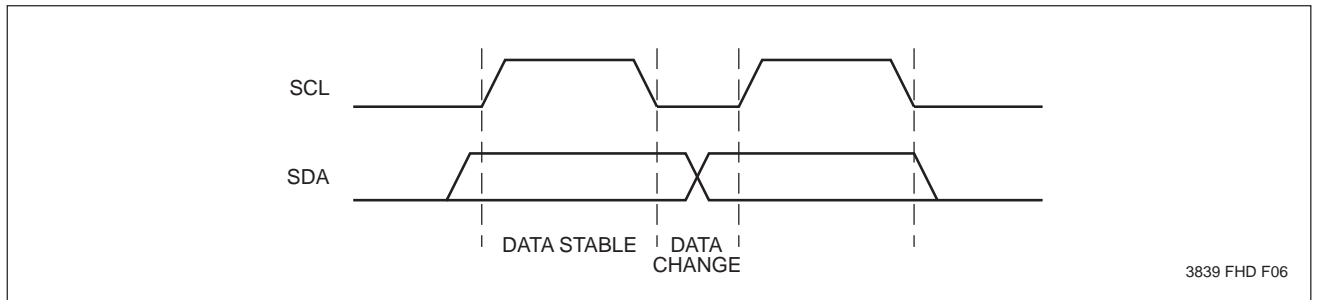 SCL
SDA
DATA STABLE
DATA
CHANGE
3839 FHD F06